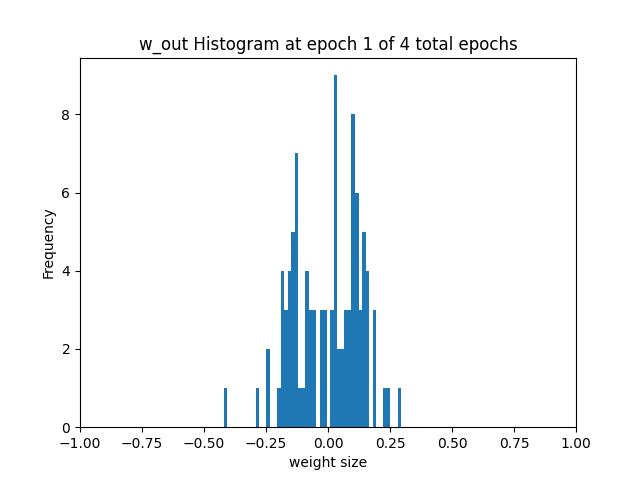 w_out Histogram at epoch 1 of 4 total epochs
Frequency
8
6
4
2
0
−1.00 −0.75 −0.50 −0.25 0.00 0.25 0.50 0.75 1.00
weight size